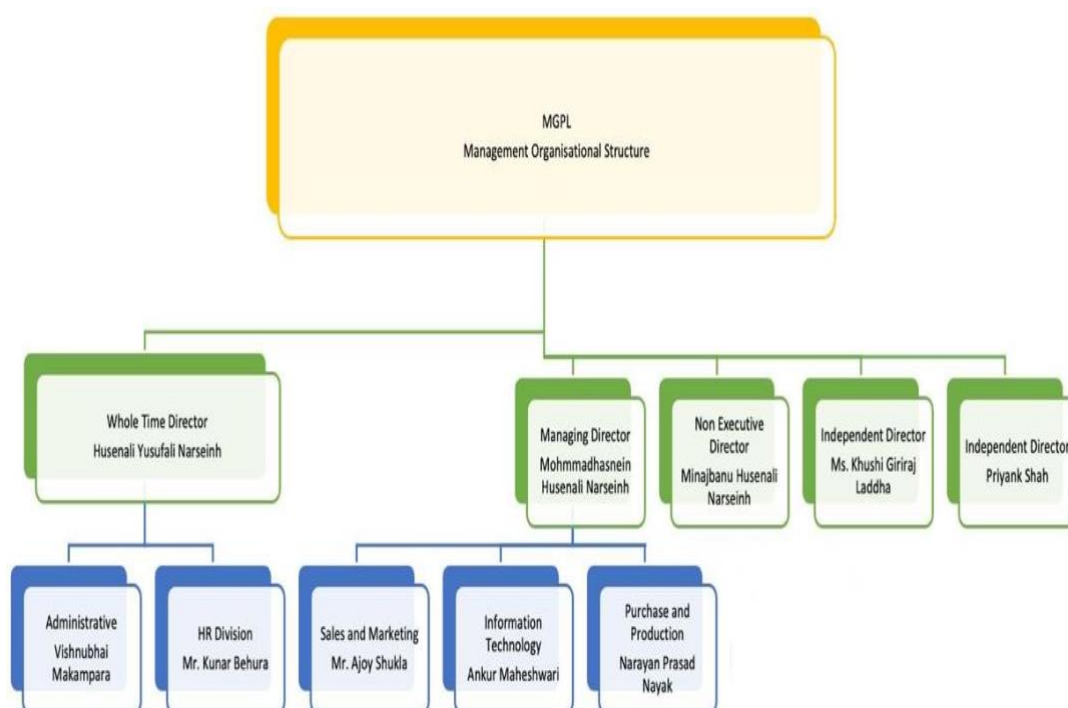 MGPL
Management Organisational Structure
Whole Time Director
Husenali Yusufali Narseinh
Managing Director
Mohmmadhasnein
Husenali Narseinh
Non Executive
Director
Minajbanu Husenali
Narseinh
Independent Director
Ms. Khushi Giriraj
Laddha
Independent Director
Priyank Shah
Administrative
Vishnubhai
Makampara
HR Division
Mr. Kunar Behura
Sales and Marketing
Mr. Ajoy Shukla
Information
Technology
Ankur Maheshwari
Purchase and
Production
Narayan Prasad
Nayak